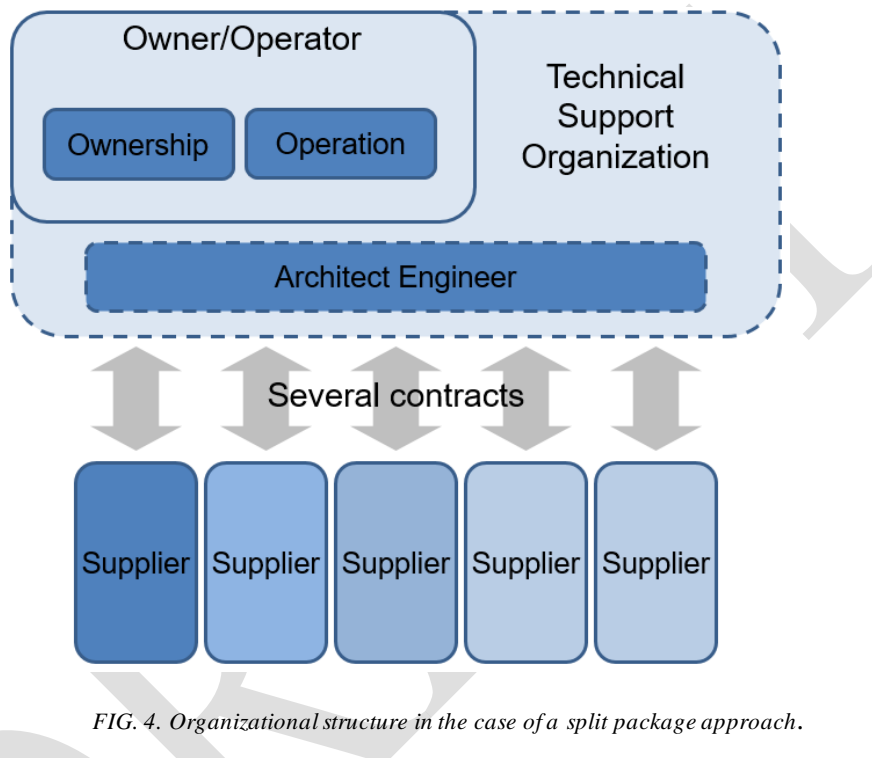 Owner/Operator
Ownership
Operation
Technical
Support
Organization
Architect Engineer
Several contracts
Supplier
Supplier
Supplier
Supplier
Supplier
FIG. 4. Organizational structure in the case of a split package approach.